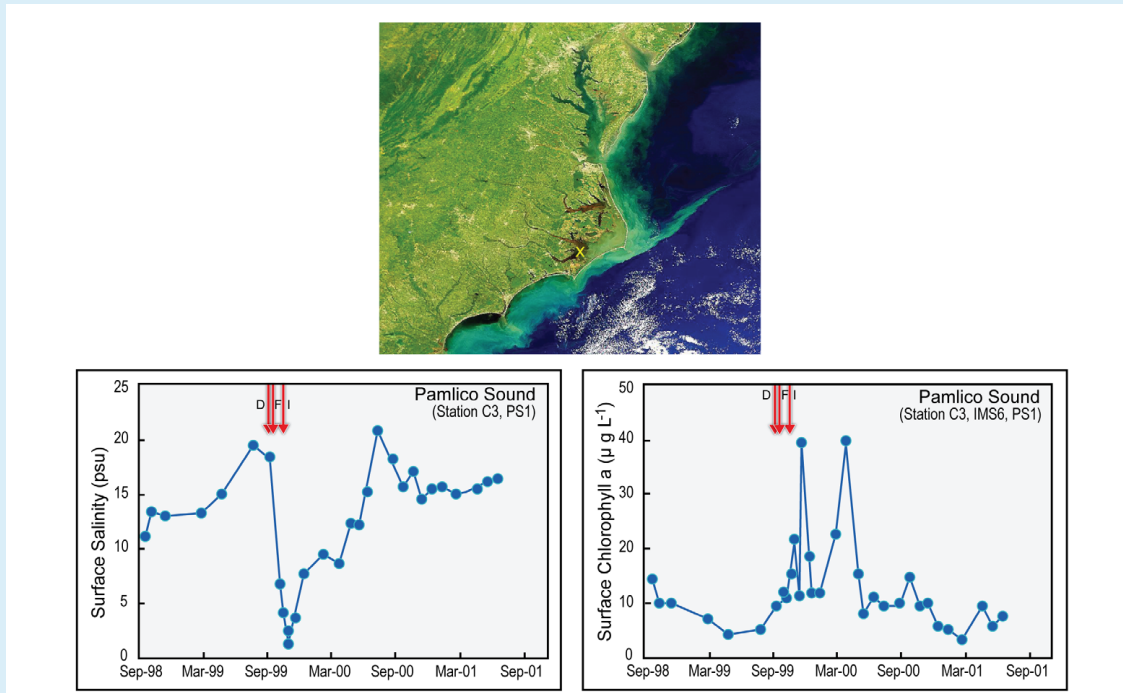 X
25
20
15
10
5
0
Surface Salinity (psu)
D F I
Pamlico Sound
(Station C3, PS1)
Sep-98 Mar-99 Sep-99 Mar-00 Sep-00 Mar-01 Sep-01
50
40
30
20
10
0
Surface Chlorophyll a (µ g L-1)
D F I
Pamlico Sound
(Station C3, IMS6, PS1)
Sep-98 Mar-99 Sep-99 Mar-00 Sep-00 Mar-01 Sep-01